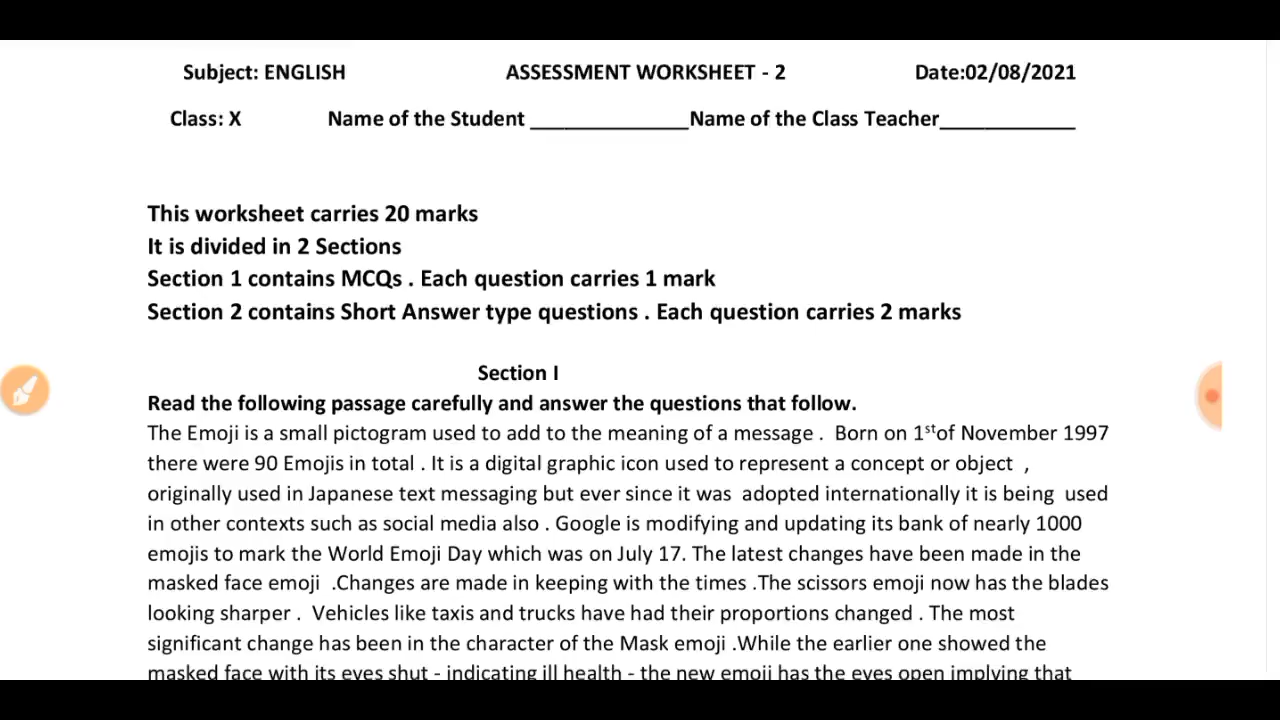 Subject: ENGLISH ASSESSMENT WORKSHEET - 2 Date:02/08/2021
Class: X Name of the Student ______________Name of the Class Teacher____________
This worksheet carries 20 marks
It is divided in 2 Sections
Section 1 contains MCQs . Each question carries 1 mark
Section 2 contains Short Answer type questions . Each question carries 2 marks
Section I
Read the following passage carefully and answer the questions that follow.
The Emoji is a small pictogram used to add to the meaning of a message . Born on 1st of November 1997
there were 90 Emojis in total . It is a digital graphic icon used to represent a concept or object ,
originally used in Japanese text messaging but ever since it was adopted internationally it is being used
in other contexts such as social media also . Google is modifying and updating its bank of nearly 1000
emojis to mark the World Emoji Day which was on July 17. The latest changes have been made in the
masked face emoji .Changes are made in keeping with the times .The scissors emoji now has the blades
looking sharper . Vehicles like taxis and trucks have had their proportions changed . The most
significant change has been in the character of the Mask emoji .While the earlier one showed the
masked face with its eyes shut - indicating ill health - the new emoji has the eyes open implying that